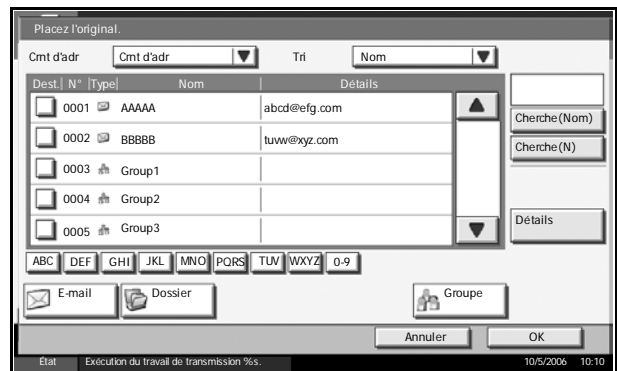 Placez l'original.
Cmt d'adr Cmt d'adr Tri Nom
Dest. N° Type Nom Détails
0001 AAAAA abcd@efg.com
0002 BBBBB tuvw@xyz.com
Cherche(Nom)
Cherche(N)
0003 Group1
0004 Group2
0005 Group3
Détails
ABC DEF GHI JKL MNO PQRS TUV WXYZ 0-9
E-mail Dossier Groupe
Annuler OK
État Exécution du travail de transmission %s. 10/5/2006 10:10